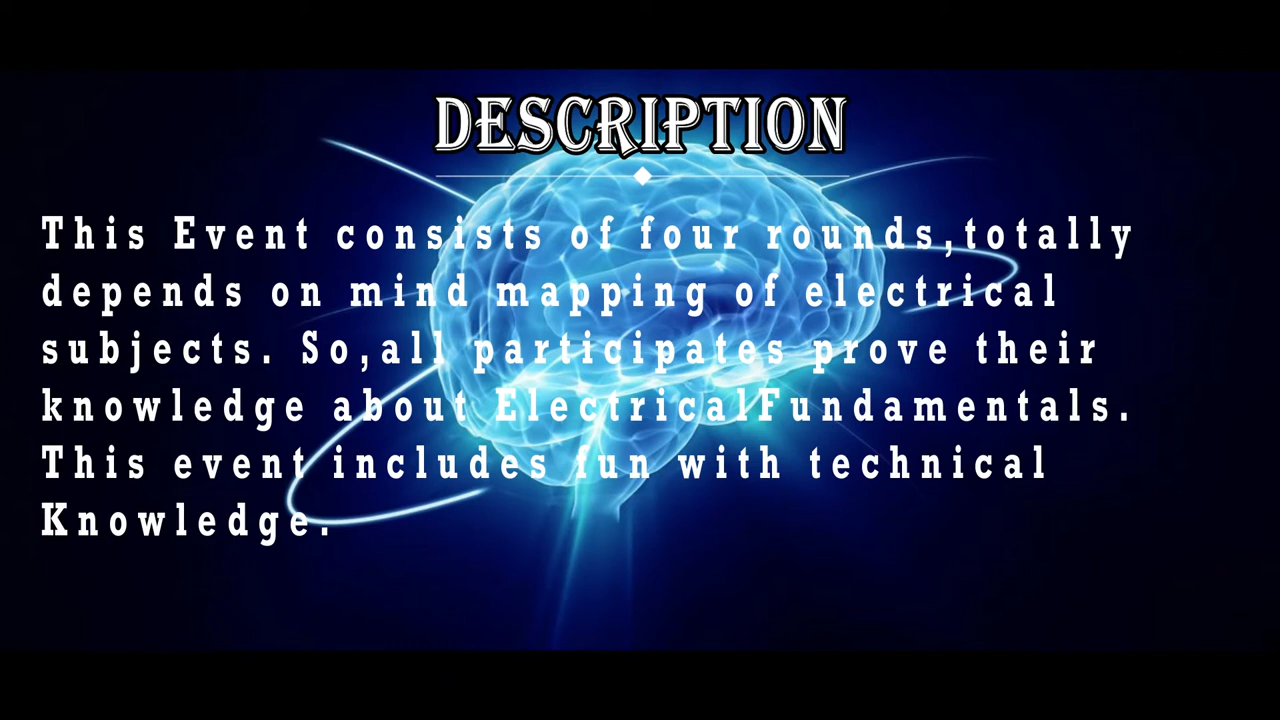 DESCRIPTION
This Event consists of four rounds,totally
depends on mind mapping of electrical
subjects. So,all participates prove their
knowledge about ElectricalFundamentals.
This event includes fun with technical
Knowledge.